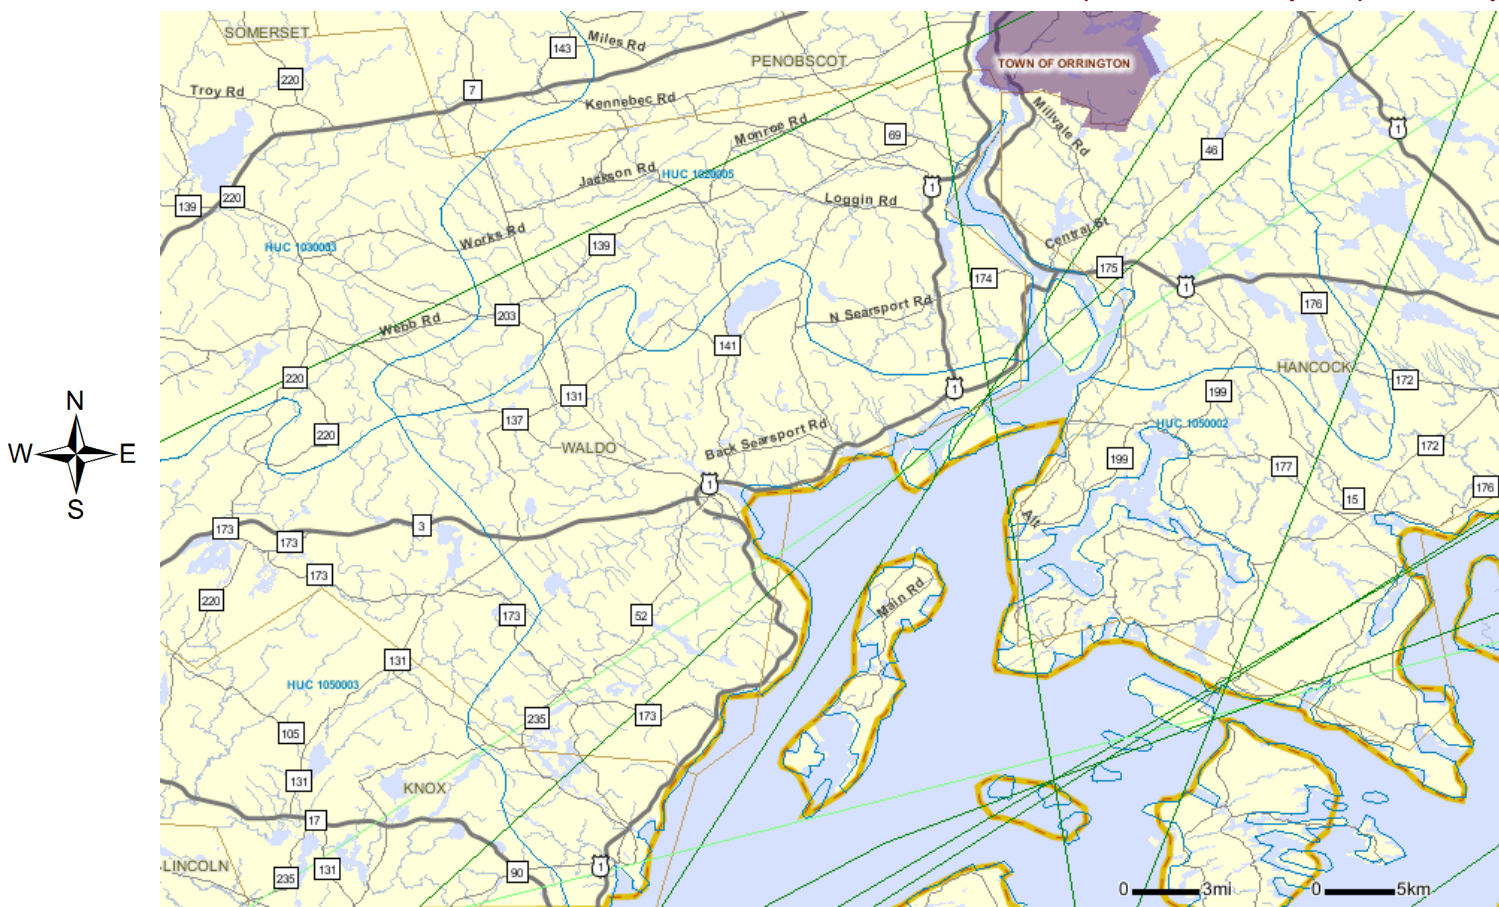 SOMERSET
Miles Rd
143
PENOBSCOT
TOWN OF ORRINGTON
220
Troy Rd
7
Kennebec Rd
Monroe Rd
69
Millvale Rd
1
46
Jackson Rd
HUC 1020005
1
139
220
Loggin Rd
Works Rd
139
HUC 1030003
Central St
175
174
1
176
203
Webb Rd
N Searsport Rd
141
220
131
1
HANCOCK
199
172
137
220
WALDO
Back Searsport Rd
HUC 1050002
199
177
172
N
W
E
S
1
15
176
173
173
3
Alt
173
220
173
52
Main Rd
131
HUC 1050003
235
173
105
131
KNOX
17
LINCOLN
235
131
90
1
0
3mi
0
5km